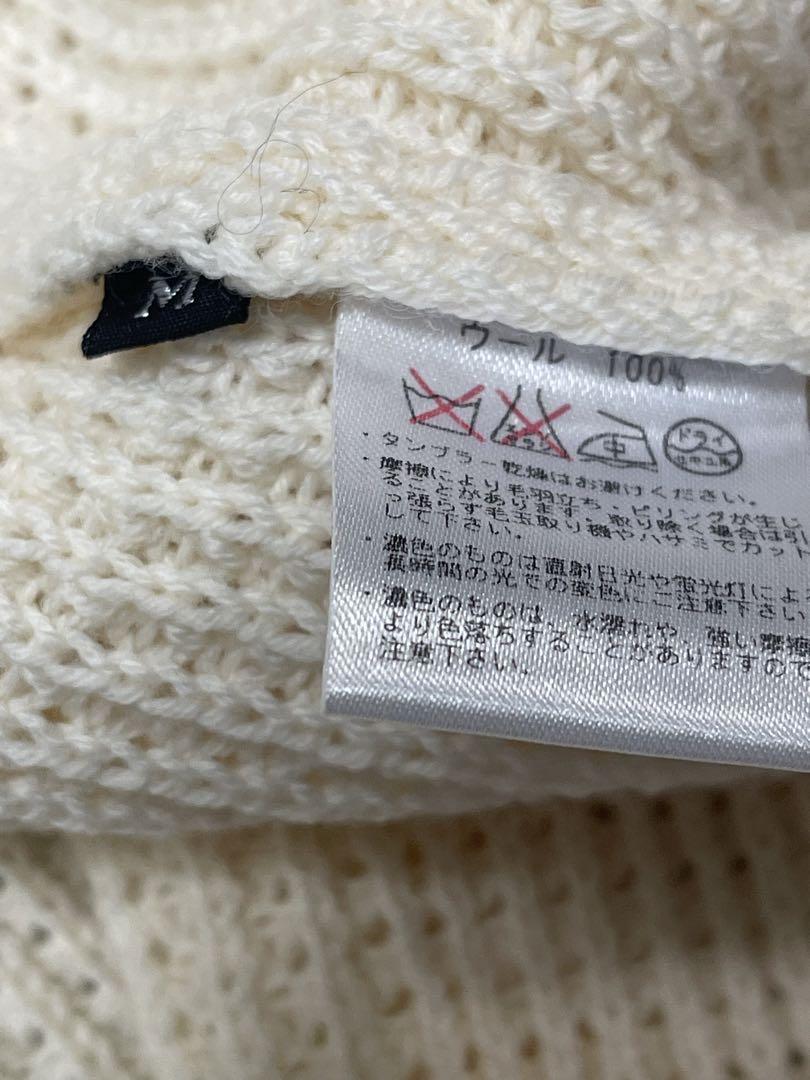 M
ウール 100%
エンソ
サラシ
中
ドライ
・タンブラー乾燥はお避けください。
・摩擦により毛羽立ち・ピリングが生じ
ることがあります 取り除く場合は引
っ張らず毛玉取り機やハサミでカット
して下さい。
・濃色のものは直射日光や蛍光灯によ
長時間の光での変色にご注意下さい
・濃色のものは、水濡れや、強い摩擦
より色落ちすることがありますので
注意下さい。